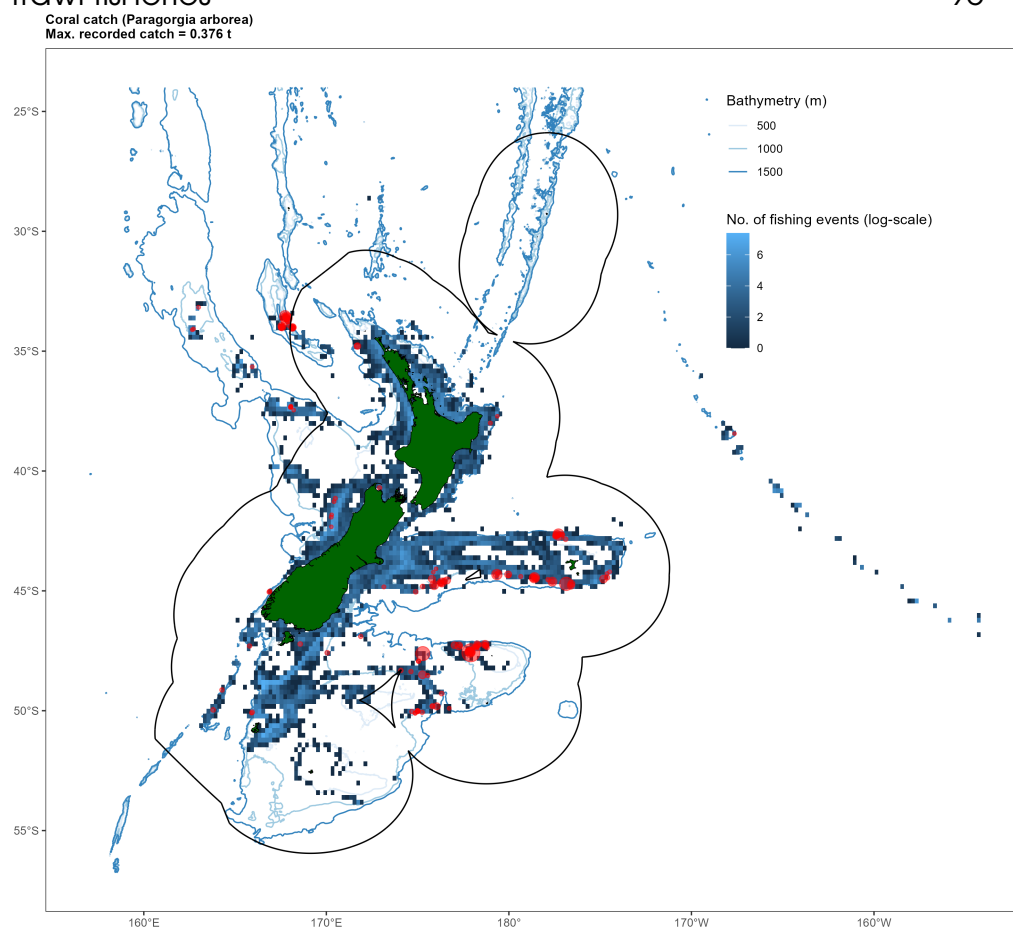 Coral catch (Paragorgia arborea)
Max. recorded catch = 0.376 t
Bathymetry (m)
500
1000
1500
No. of fishing events (log-scale)
6
4
2
0
25°S
30°S
35°S
40°S
45°S
50°S
55°S
160°E
170°E
180°
170°W
160°W